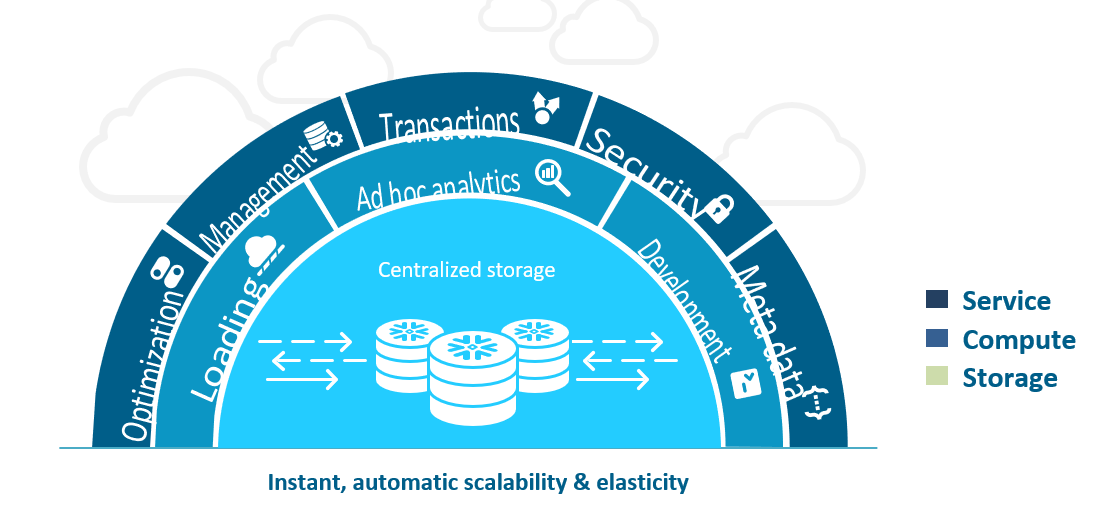 Transactions
Security
Management
Ad hoc analytics
Optimization
Loading
Centralized storage
Development
Meta data
Service
Compute
Storage
Instant, automatic scalability & elasticity